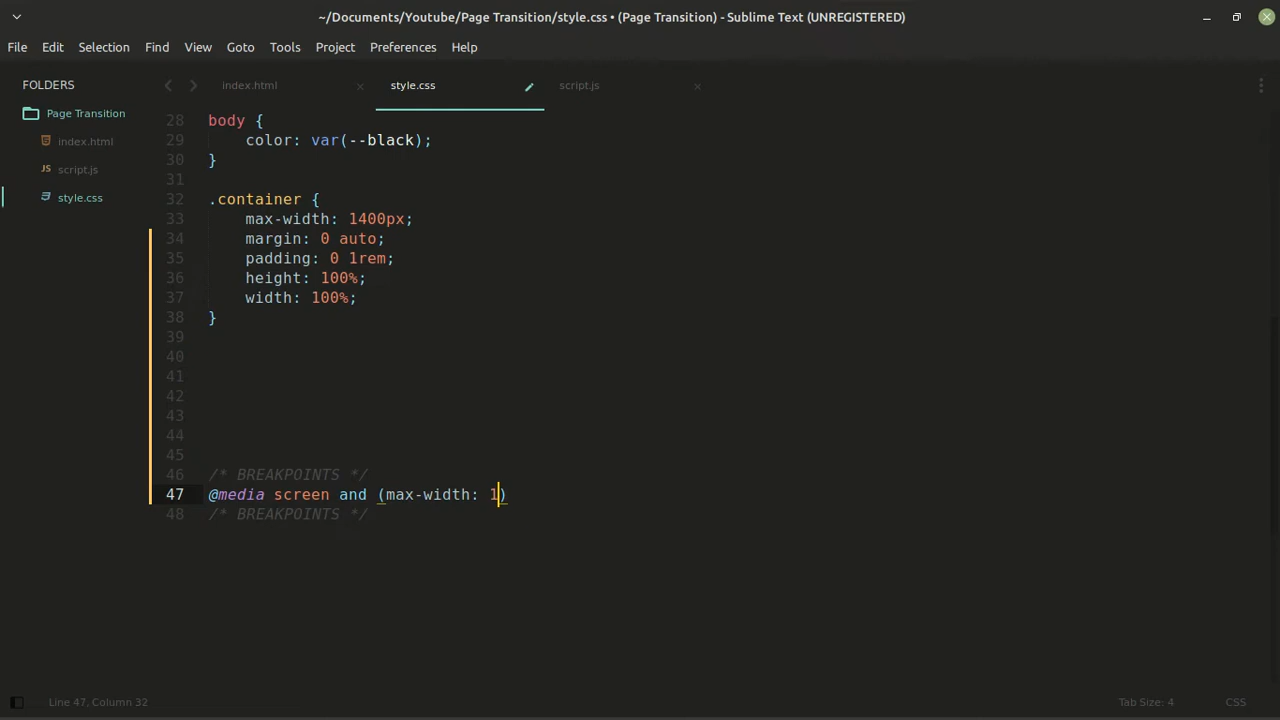 ~/Documents/Youtube/Page Transition/style.css • (Page Transition) - Sublime Text (UNREGISTERED)
File Edit Selection Find View Goto Tools Project Preferences Help
FOLDERS
Page Transition
index.html
JS script.js
style.css
index.html style.css script.js
28 body {
29 color: var(--black);
30 }
31
32 .container {
33 max-width: 1400px;
34 margin: 0 auto;
35 padding: 0 1rem;
36 height: 100%;
37 width: 100%;
38 }
39
40
41
42
43
44
45
46 /* BREAKPOINTS */
47 @media screen and (max-width: 1)
48 /* BREAKPOINTS */
Line 47, Column 32 Tab Size: 4 CSS